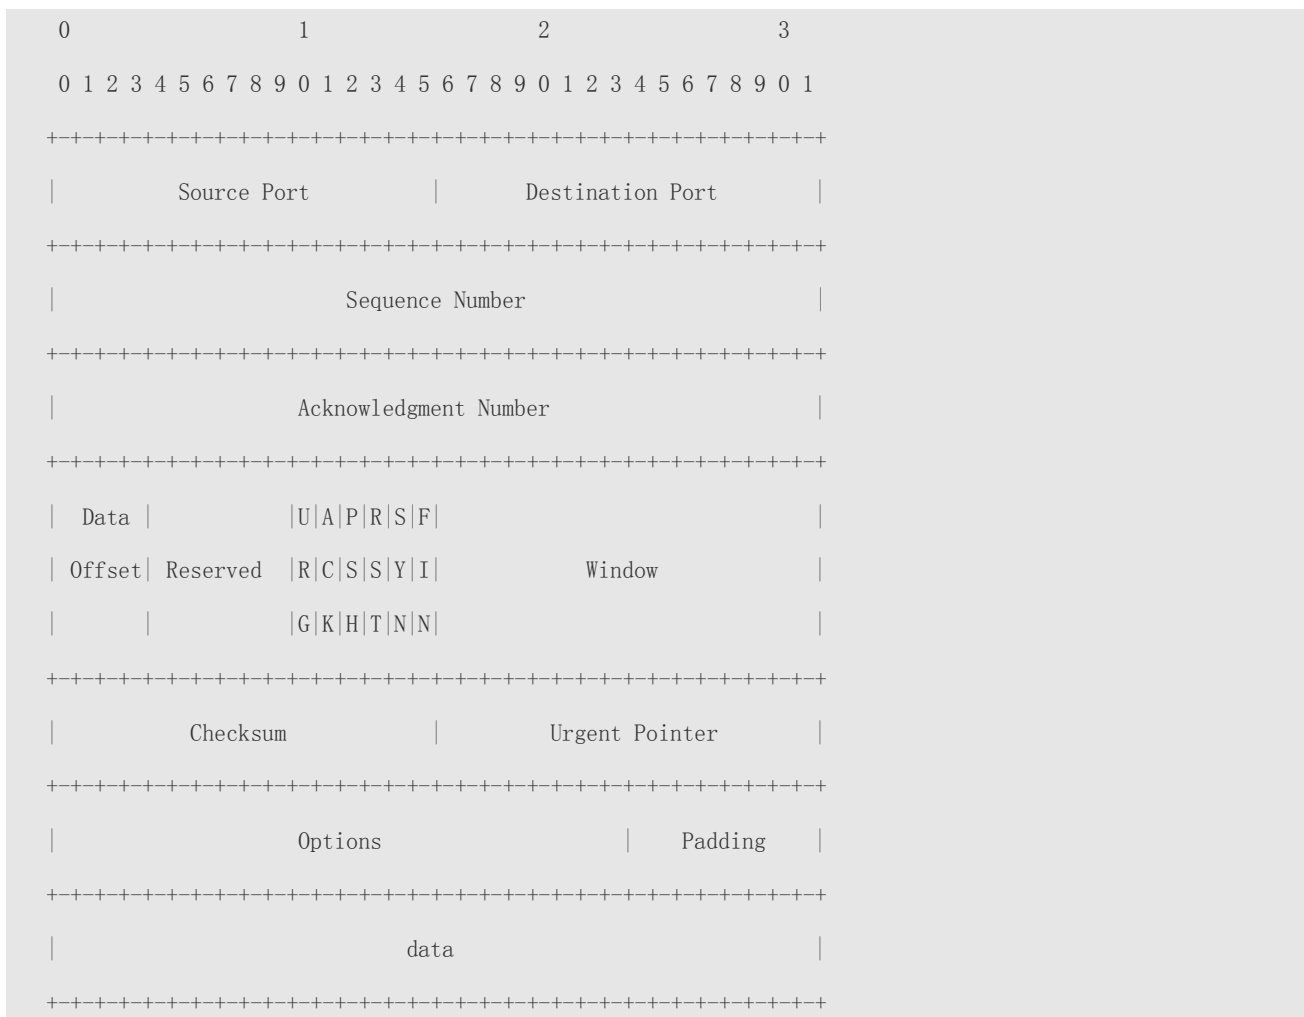 0                   1                   2                   3
 0 1 2 3 4 5 6 7 8 9 0 1 2 3 4 5 6 7 8 9 0 1 2 3 4 5 6 7 8 9 0 1
+-+-+-+-+-+-+-+-+-+-+-+-+-+-+-+-+-+-+-+-+-+-+-+-+-+-+-+-+-+-+-+-+
|          Source Port          |       Destination Port        |
+-+-+-+-+-+-+-+-+-+-+-+-+-+-+-+-+-+-+-+-+-+-+-+-+-+-+-+-+-+-+-+-+
|                        Sequence Number                        |
+-+-+-+-+-+-+-+-+-+-+-+-+-+-+-+-+-+-+-+-+-+-+-+-+-+-+-+-+-+-+-+-+
|                    Acknowledgment Number                      |
+-+-+-+-+-+-+-+-+-+-+-+-+-+-+-+-+-+-+-+-+-+-+-+-+-+-+-+-+-+-+-+-+
|  Data |           |U|A|P|R|S|F|                               |
| Offset| Reserved  |R|C|S|S|Y|I|            Window             |
|       |           |G|K|H|T|N|N|                               |
+-+-+-+-+-+-+-+-+-+-+-+-+-+-+-+-+-+-+-+-+-+-+-+-+-+-+-+-+-+-+-+-+
|           Checksum            |         Urgent Pointer        |
+-+-+-+-+-+-+-+-+-+-+-+-+-+-+-+-+-+-+-+-+-+-+-+-+-+-+-+-+-+-+-+-+
|                    Options                    |    Padding    |
+-+-+-+-+-+-+-+-+-+-+-+-+-+-+-+-+-+-+-+-+-+-+-+-+-+-+-+-+-+-+-+-+
|                             data                              |
+-+-+-+-+-+-+-+-+-+-+-+-+-+-+-+-+-+-+-+-+-+-+-+-+-+-+-+-+-+-+-+-+